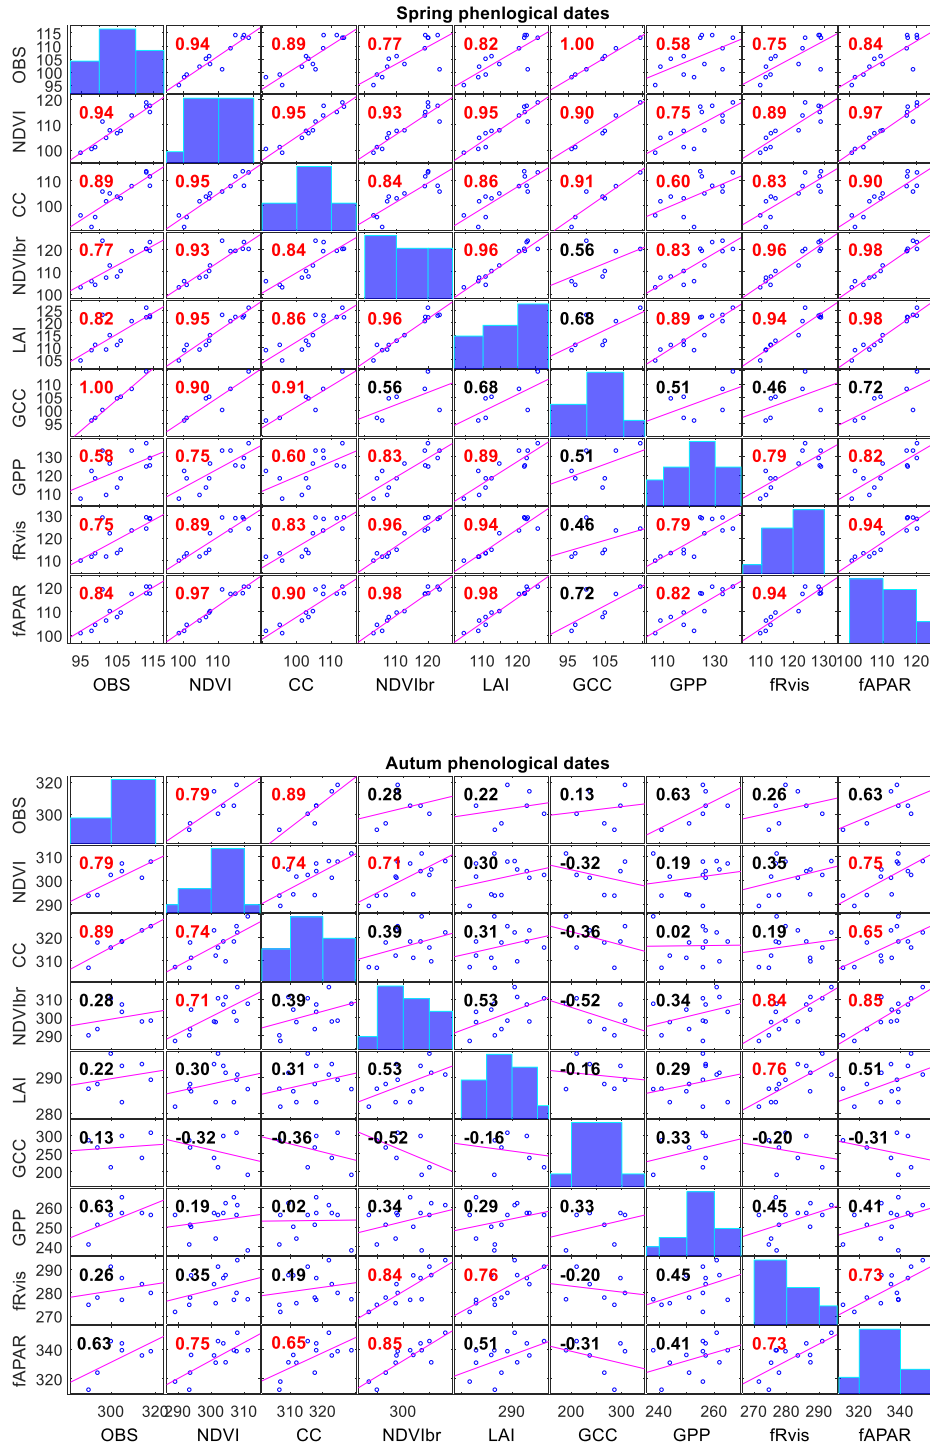 Spring phenlogical dates
OBS 115 105 95 0.94 0.89 0.77 0.82 1.00 0.58 0.75 0.84
NDVI 120 110 100 0.94 0.95 0.93 0.95 0.90 0.75 0.89 0.97
CC 110 100 0.89 0.95 0.84 0.86 0.91 0.60 0.83 0.90
NDVIbr 120 110 100 0.77 0.93 0.84 0.96 0.56 0.83 0.96 0.98
LAI 125 115 105 0.82 0.95 0.86 0.96 0.68 0.89 0.94 0.98
GCC 115 105 95 1.00 0.90 0.91 0.56 0.68 0.51 0.46 0.72
GPP 130 120 110 0.58 0.75 0.60 0.83 0.89 0.51 0.79 0.82
fRvis 130 120 110 0.75 0.89 0.83 0.96 0.94 0.46 0.79 0.94
fAPAR 120 100 0.84 0.97 0.90 0.98 0.98 0.72 0.82 0.94
95 105 115 100 110 100 110 110 120 110 120 95 105 110 130 110 120 130 100 110 120
OBS NDVI CC NDVIbr LAI GCC GPP fRvis fAPAR
Autum phenological dates
OBS 320 300 0.79 0.89 0.28 0.22 0.13 0.63 0.26 0.63
NDVI 310 300 290 0.79 0.74 0.71 0.30 -0.32 0.19 0.35 0.75
CC 320 310 0.89 0.74 0.39 0.31 -0.36 0.02 0.19 0.65
NDVIbr 310 300 290 0.28 0.71 0.39 0.53 -0.52 0.34 0.84 0.85
LAI 290 280 0.22 0.30 0.31 0.53 -0.16 0.29 0.76 0.51
GCC 300 250 200 0.13 -0.32 -0.36 -0.52 -0.16 0.33 -0.20 -0.31
GPP 260 250 240 0.63 0.19 0.02 0.34 0.29 0.33 0.45 0.41
fRvis 290 280 270 0.26 0.35 0.19 0.84 0.76 -0.20 0.45 0.73
fAPAR 340 320 0.63 0.75 0.65 0.85 0.51 -0.31 0.41 0.73
300 320 290 300 310 310 320 300 290 200 300 240 260 270 280 290 320 340
OBS NDVI CC NDVIbr LAI GCC GPP fRvis fAPAR